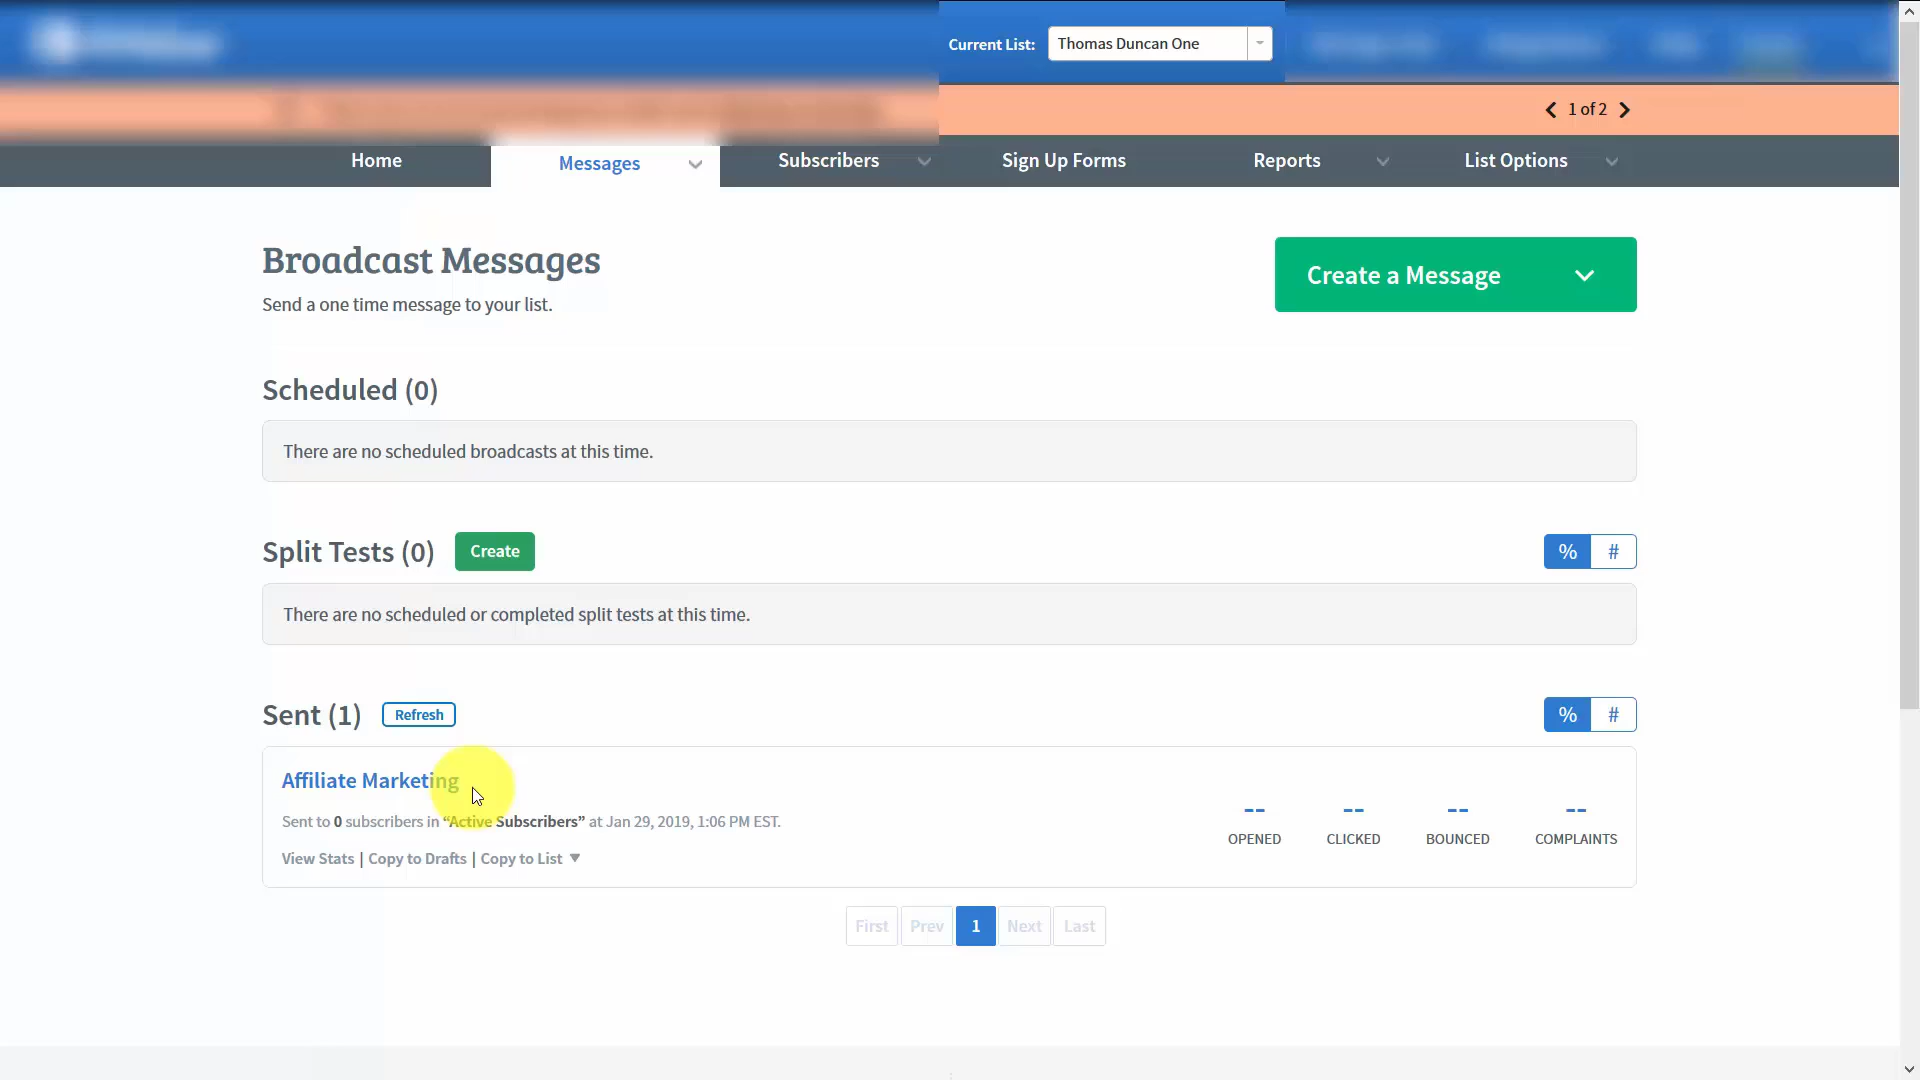 Current List: Thomas Duncan One
1 of 2
Home Messages Subscribers Sign Up Forms Reports List Options
Broadcast Messages
Create a Message
Send a one time message to your list.
Scheduled (0)
There are no scheduled broadcasts at this time.
Split Tests (0) Create % #
There are no scheduled or completed split tests at this time.
Sent (1) Refresh % #
Affiliate Marketing
Sent to 0 subscribers in “Active Subscribers” at Jan 29, 2019, 1:06 PM EST.
-- -- -- --
OPENED CLICKED BOUNCED COMPLAINTS
View Stats | Copy to Drafts | Copy to List
First Prev 1 Next Last